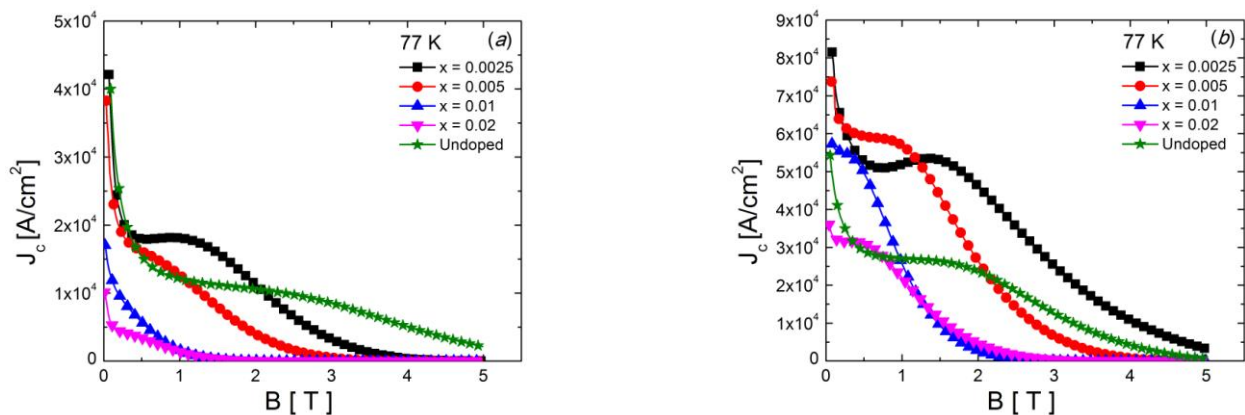 77 K
(a)
x = 0.0025
x = 0.005
x = 0.01
x = 0.02
Undoped
5x10⁴
4x10⁴
3x10⁴
2x10⁴
1x10⁴
0
J_c [A/cm²]
0 1 2 3 4 5
B [ T ]
77 K
(b)
x = 0.0025
x = 0.005
x = 0.01
x = 0.02
Undoped
9x10⁴
8x10⁴
7x10⁴
6x10⁴
5x10⁴
4x10⁴
3x10⁴
2x10⁴
1x10⁴
0
J_c [A/cm²]
0 1 2 3 4 5
B [ T ]